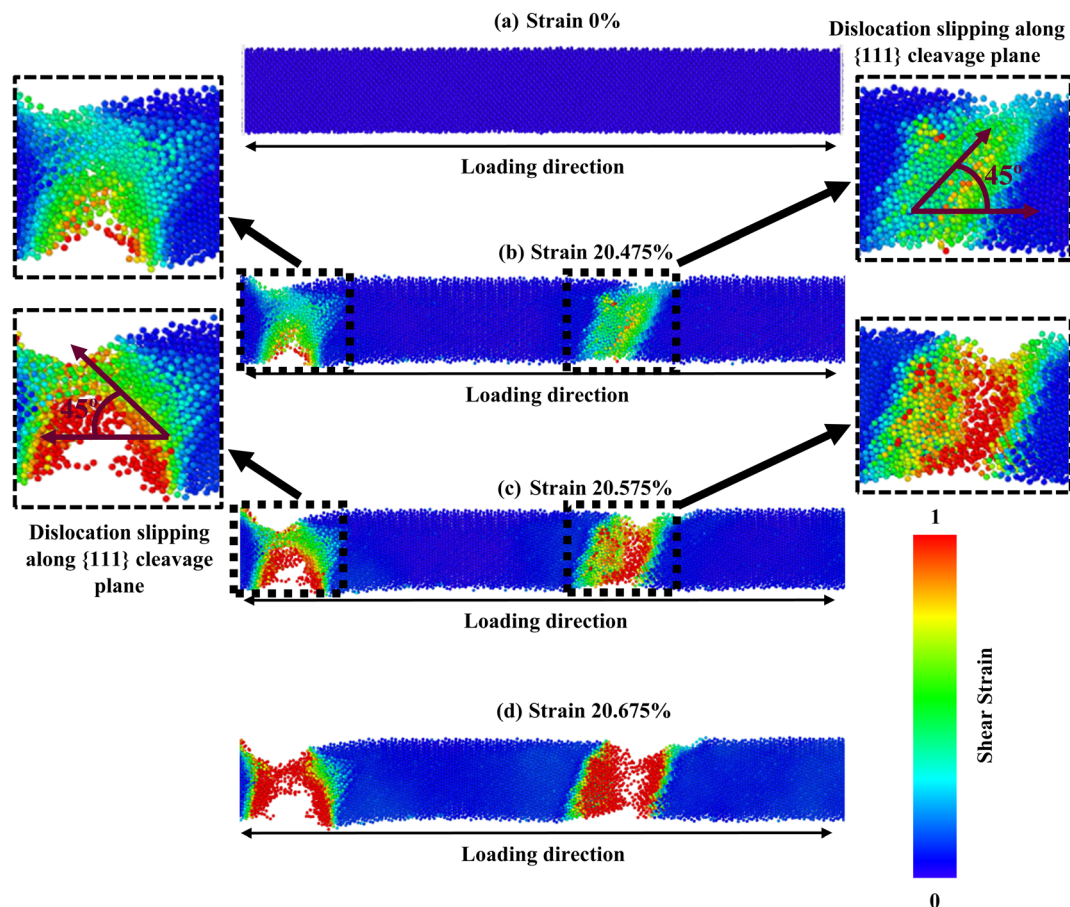 (a) Strain 0%
Dislocation slipping along
{111} cleavage plane
Loading direction
45°
(b) Strain 20.475%
Loading direction
45°
(c) Strain 20.575%
Dislocation slipping
along {111} cleavage
plane
Loading direction
1
Shear Strain
0
(d) Strain 20.675%
Loading direction